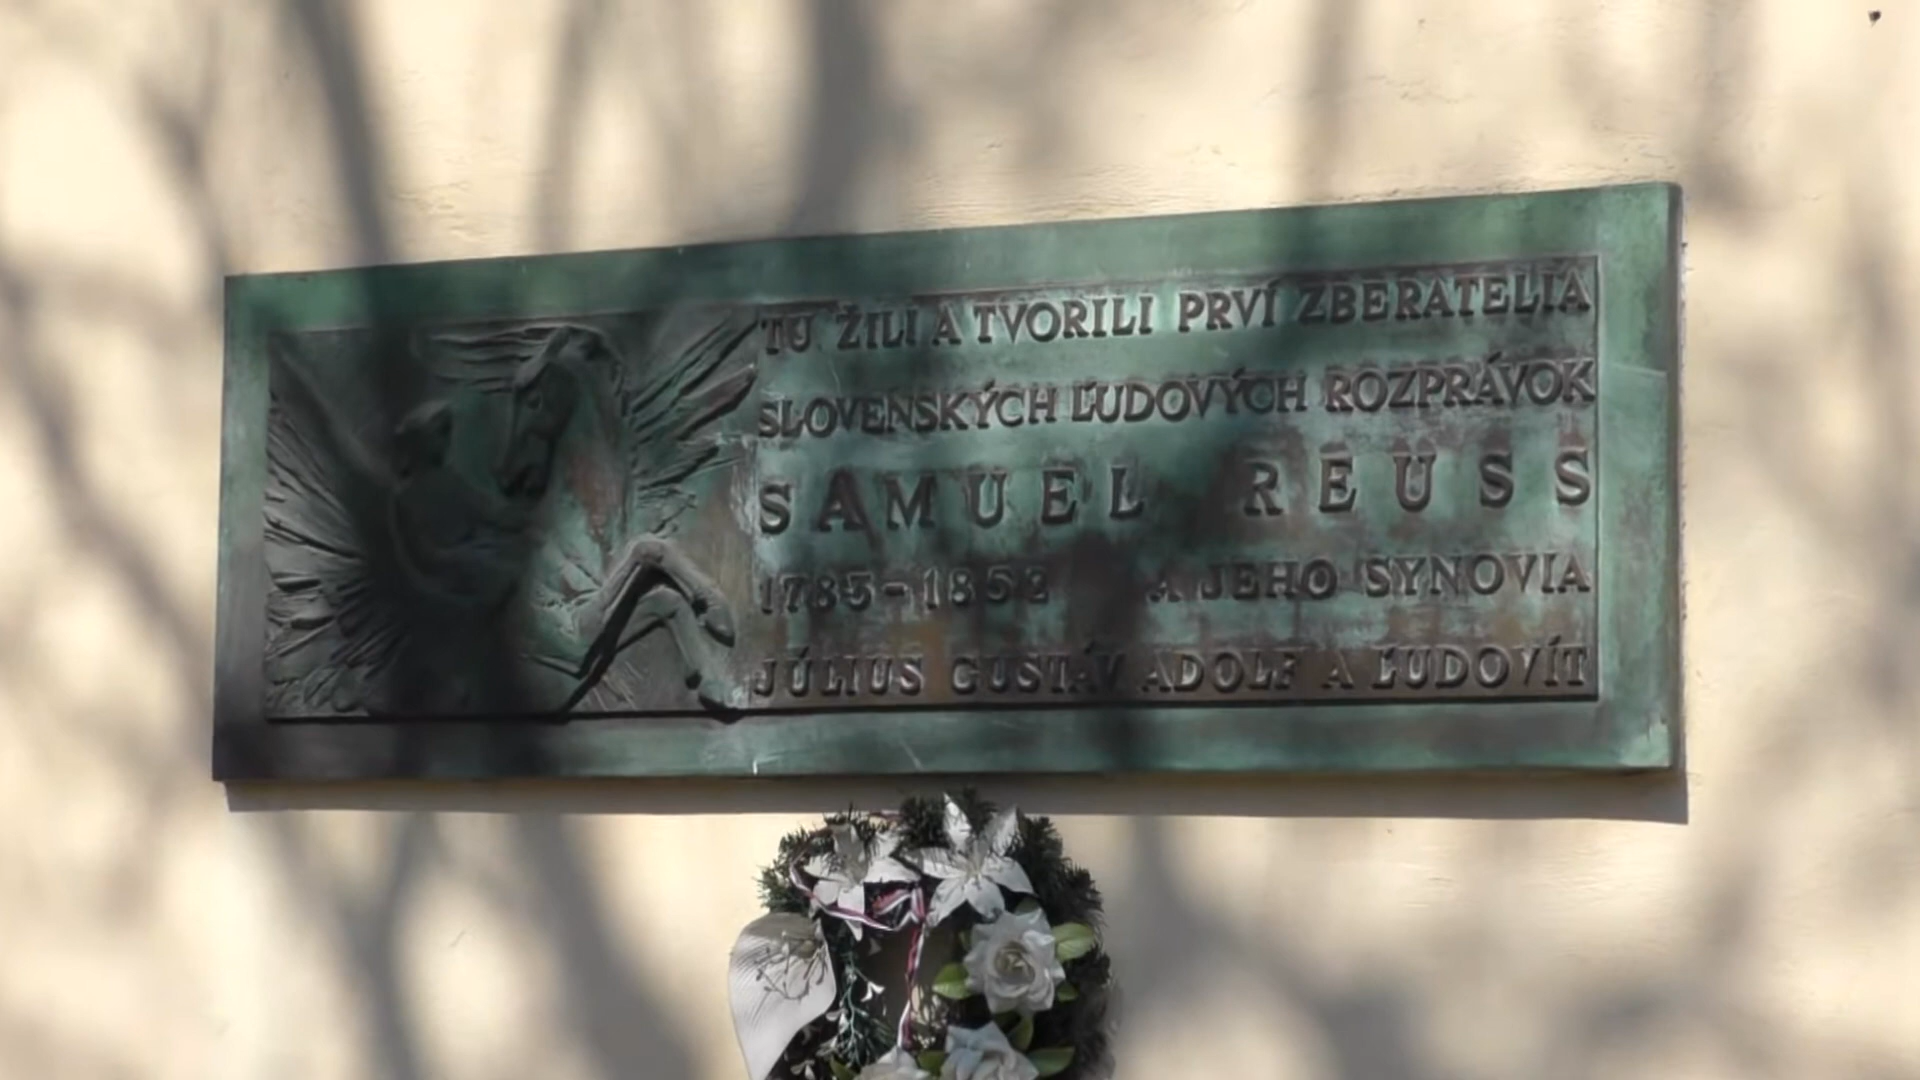 TU ŽILI A TVORILI PRVÍ ZBERATELIA
SLOVENSKÝCH ĽUDOVÝCH ROZPRÁVOK
SAMUEL REUSS
1783-1852 A JEHO SYNOVIA
JÚLIUS GUSTÁV ADOLF A ĽUDOVÍT